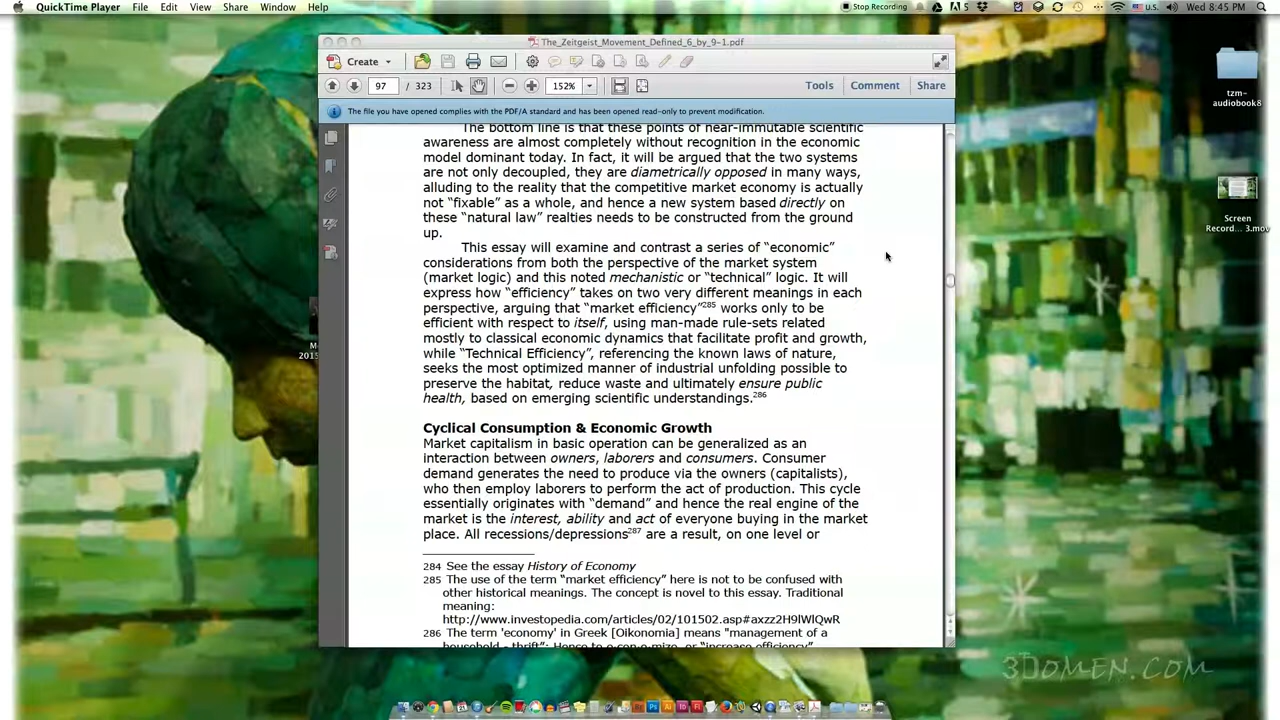 QuickTime Player File Edit View Share Window Help
Stop Recording
5
U.S.
Wed 8:45 PM
The_Zeitgeist_Movement_Defined_6_by_9-1.pdf
Create
97 / 323
152%
Tools Comment Share
The file you have opened complies with the PDF/A standard and has been opened read-only to prevent modification.
The bottom line is that these points of near-immutable scientific
awareness are almost completely without recognition in the economic
model dominant today. In fact, it will be argued that the two systems
are not only decoupled, they are diametrically opposed in many ways,
alluding to the reality that the competitive market economy is actually
not “fixable” as a whole, and hence a new system based directly on
these “natural law” realties needs to be constructed from the ground
up.
This essay will examine and contrast a series of “economic”
considerations from both the perspective of the market system
(market logic) and this noted mechanistic or “technical” logic. It will
express how “efficiency” takes on two very different meanings in each
perspective, arguing that “market efficiency”285 works only to be
efficient with respect to itself, using man-made rule-sets related
mostly to classical economic dynamics that facilitate profit and growth,
while “Technical Efficiency”, referencing the known laws of nature,
seeks the most optimized manner of industrial unfolding possible to
preserve the habitat, reduce waste and ultimately ensure public
health, based on emerging scientific understandings.286
Cyclical Consumption & Economic Growth
Market capitalism in basic operation can be generalized as an
interaction between owners, laborers and consumers. Consumer
demand generates the need to produce via the owners (capitalists),
who then employ laborers to perform the act of production. This cycle
essentially originates with “demand” and hence the real engine of the
market is the interest, ability and act of everyone buying in the market
place. All recessions/depressions287 are a result, on one level or
284 See the essay History of Economy
285 The use of the term “market efficiency” here is not to be confused with
other historical meanings. The concept is novel to this essay. Traditional
meaning:
http://www.investopedia.com/articles/02/101502.asp#axzz2H9lWlQwR
286 The term 'economy' in Greek [Oikonomia] means "management of a
household - thrift"; Hence to e-con-o-mize, or “increase efficiency”
tzm-
audiobook8
Screen
Record... 3.mov
3DOMEN.COM